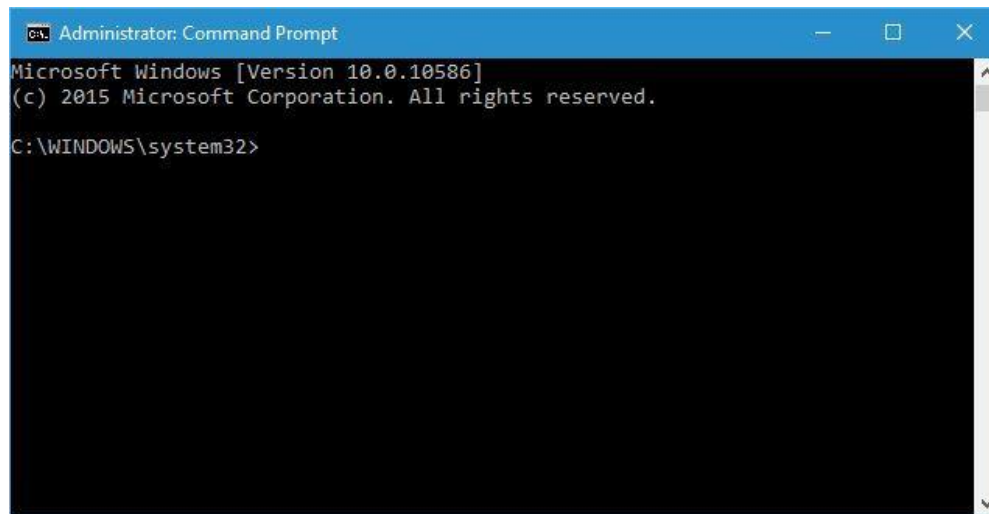 Administrator: Command Prompt
Microsoft Windows [Version 10.0.10586]
(c) 2015 Microsoft Corporation. All rights reserved.
C:\WINDOWS\system32>